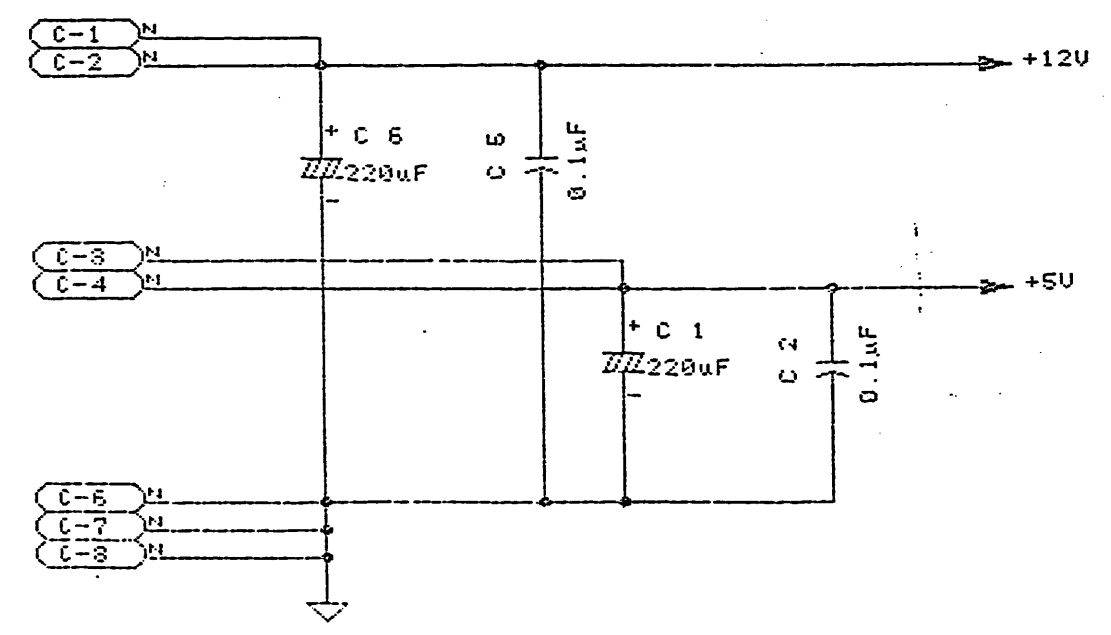 C-1 N
C-2 N
+12V
+ C 6
220uF
-
C 5
0.1uF
C-3 N
C-4 N
+5V
+ C 1
220uF
-
C 2
0.1uF
C-6 N
C-7 N
C-8 N